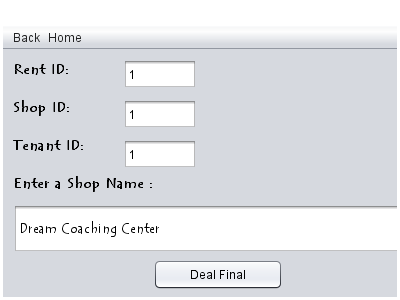 Back Home
Rent ID: 1
Shop ID: 1
Tenant ID: 1
Enter a Shop Name :
Dream Coaching Center
Deal Final